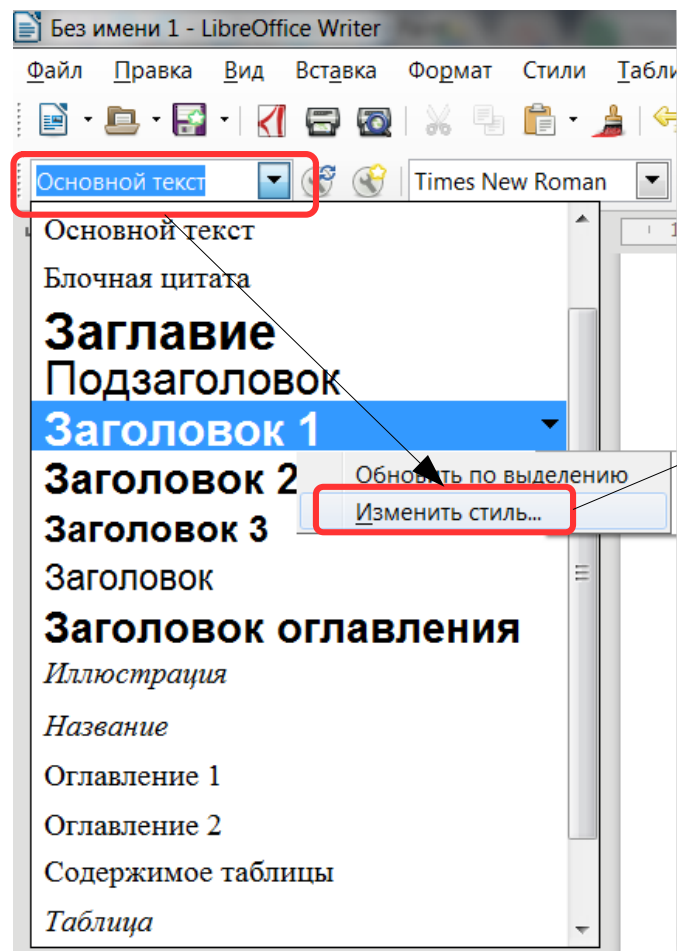 Без имени 1 - LibreOffice Writer
Файл Правка Вид Вставка Формат Стили Табли
Основной текст Times New Roman
Основной текст 1
Блочная цитата
Заглавие
Подзаголовок
Заголовок 1
Заголовок 2 Обновить по выделению
Изменить стиль...
Заголовок 3
Заголовок
Заголовок оглавления
Иллюстрация
Название
Оглавление 1
Оглавление 2
Содержимое таблицы
Таблица